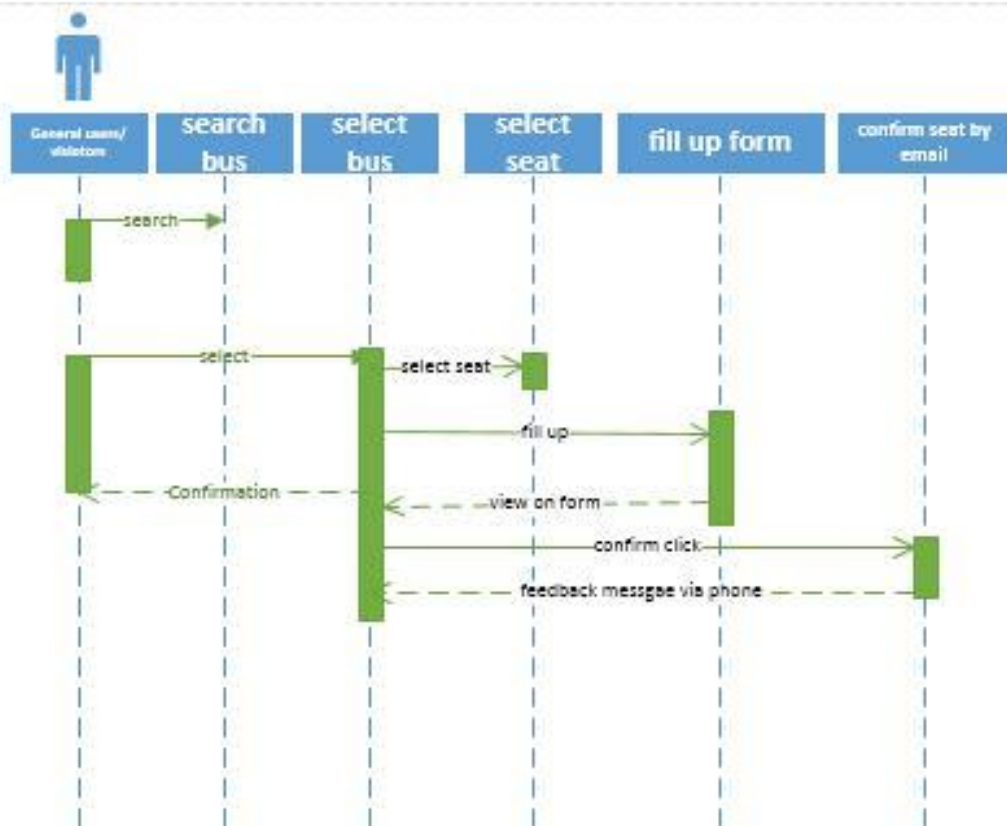 General users/
visiotors
search
bus
select
bus
select
seat
fill up form
confirm seat by
email
search
select
select seat
fill up
Confirmation
view on form
confirm click
feedback messgae via phone